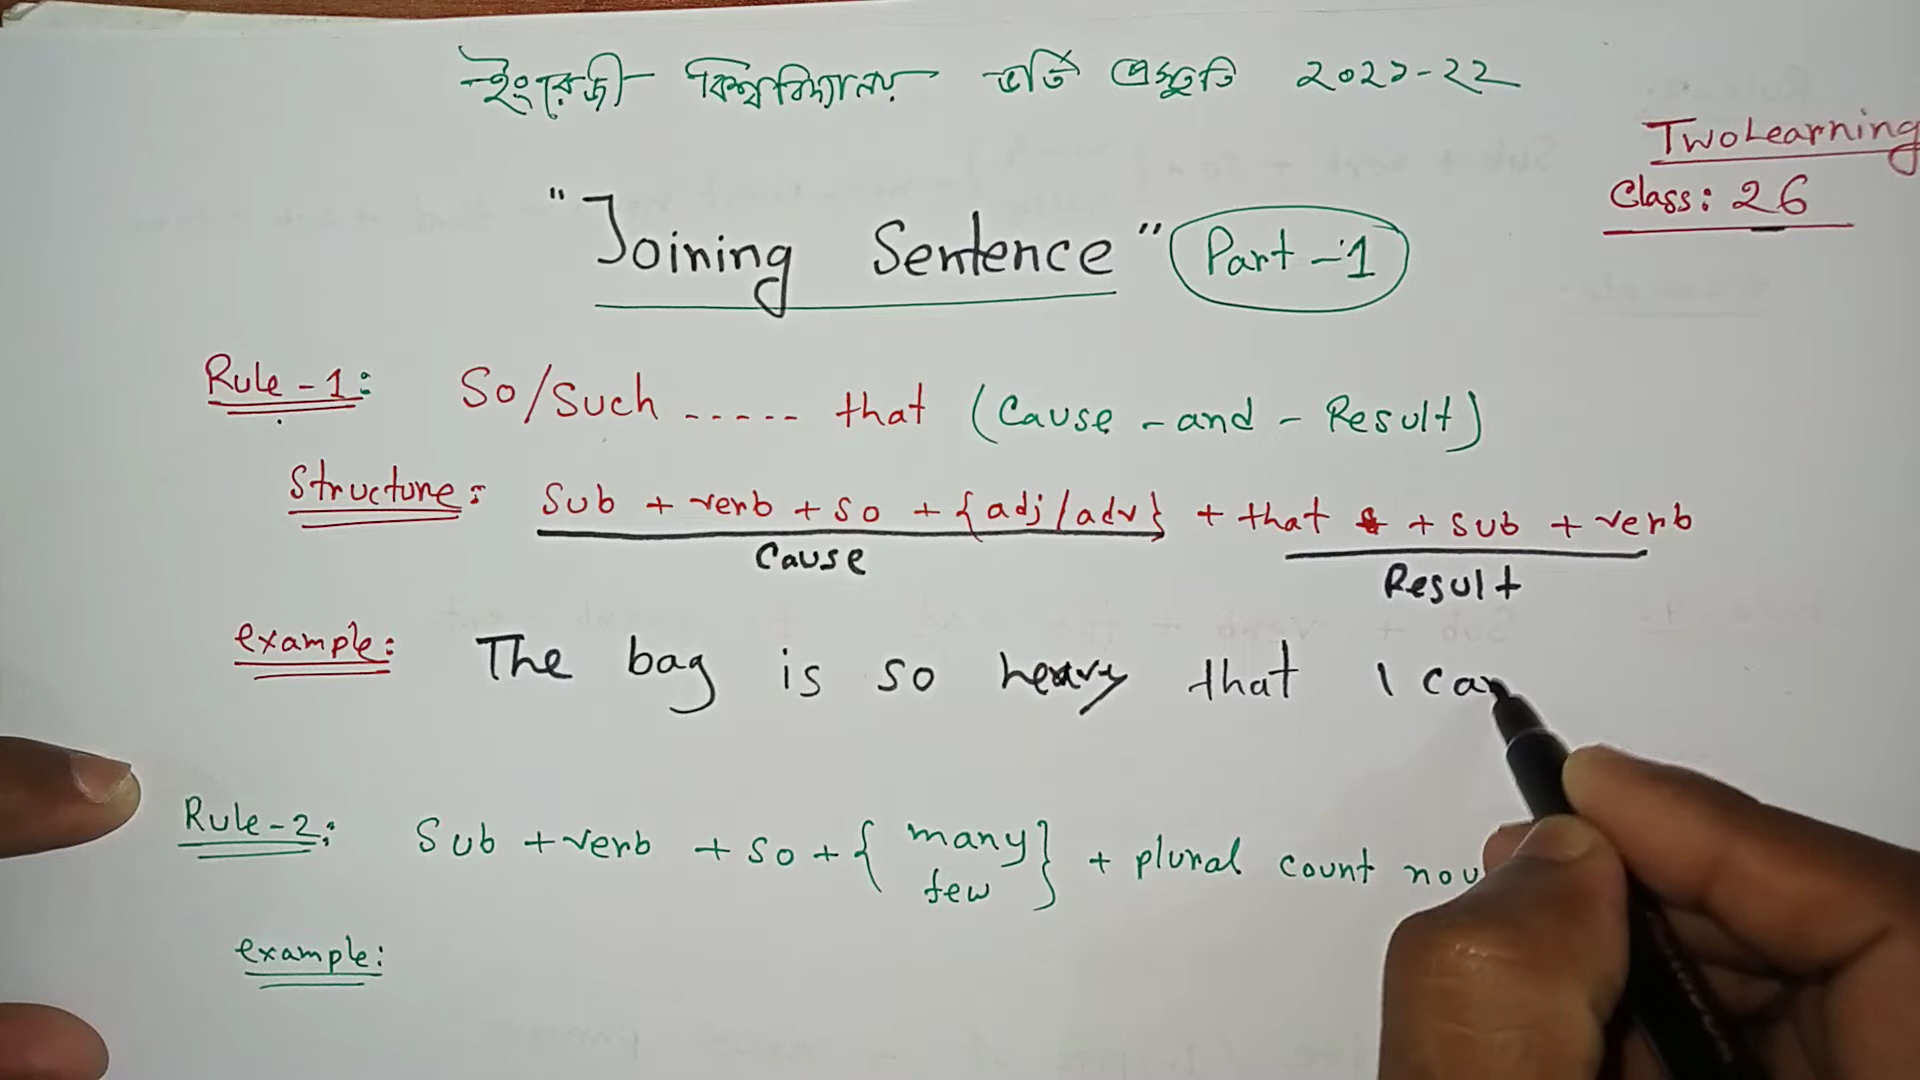 ইংরেজী বিশ্ববিদ্যালয় ভর্তি প্রস্তুতি ২০২১-২২
TwoLearning
Class: 26
"Joining Sentence" Part-1
Rule-1: So/Such ..... that (Cause-and-Result)
Structure: Sub + verb + so + {adj/adv} + that + sub + verb
Cause
Result
example: The bag is so heavy that I can
Rule-2: Sub + verb + so + { many few } + plural count nou
example: